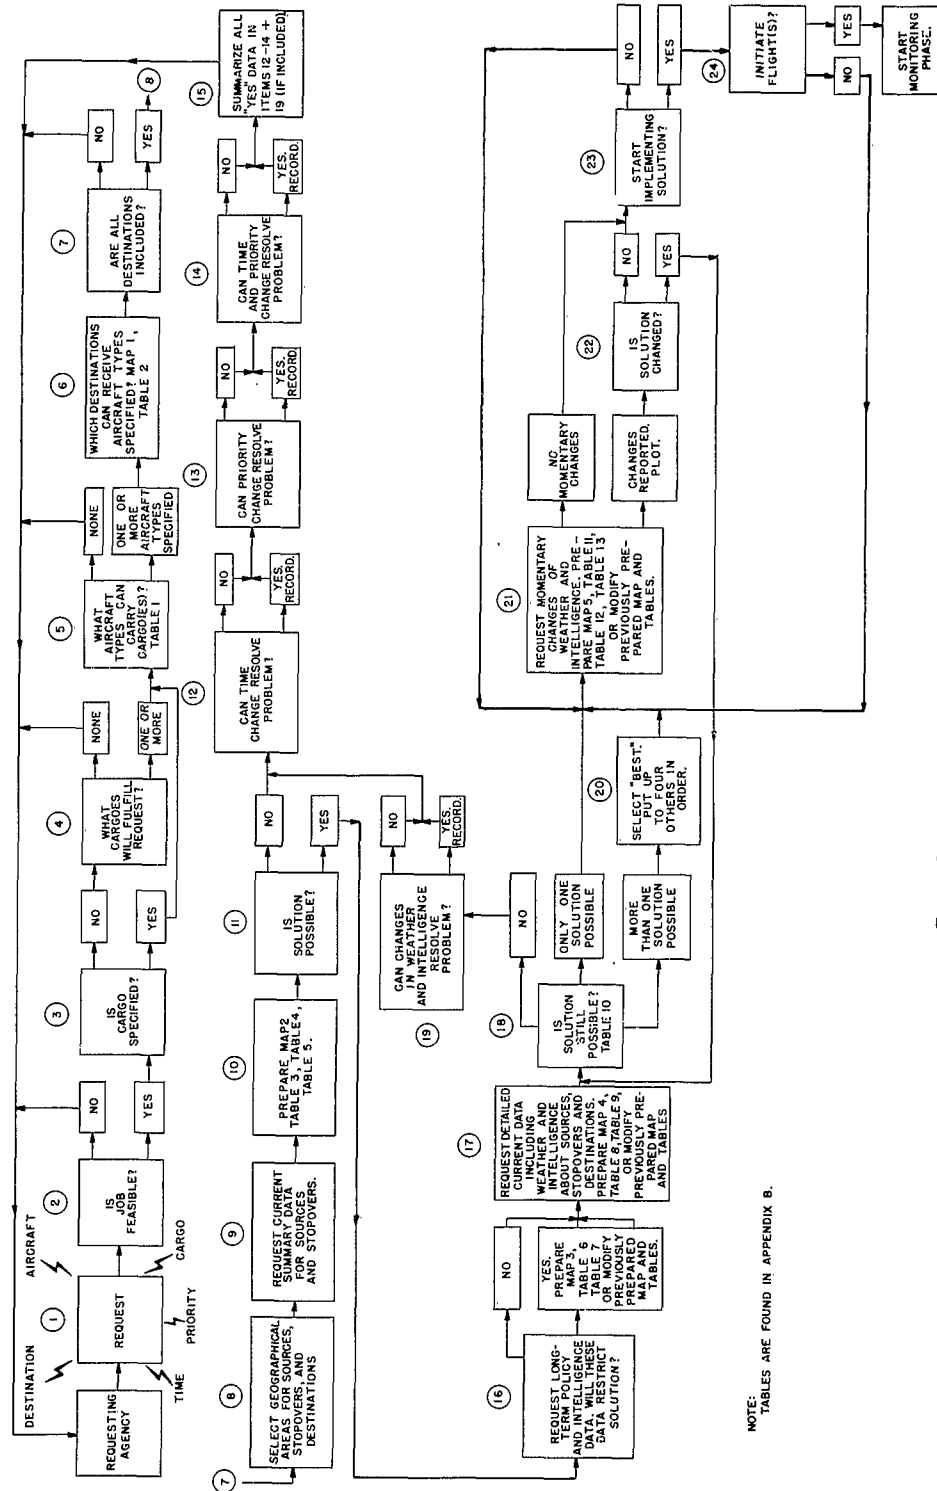 REQUESTING
AGENCY
DESTINATION
AIRCRAFT
1
REQUEST
TIME
PRIORITY
CARGO
2
IS
JOB
FEASIBLE?
NO
YES
3
IS
CARGO
SPECIFIED?
NO
YES
4
WHAT
CARGOES
WILL FULFILL
REQUEST?
NONE
ONE OR
MORE
5
WHAT
AIRCRAFT
TYPES CAN
CARRY
CARGO(ES)?
TABLE 1
NONE
ONE OR
MORE
AIRCRAFT
TYPES
SPECIFIED
6
WHICH DESTINATIONS
CAN RECEIVE
AIRCRAFT TYPES
SPECIFIED? MAP 1,
TABLE 2
7
ARE ALL
DESTINATIONS
INCLUDED?
NO
YES
8
7
8
SELECT GEOGRAPHICAL
AREAS FOR SOURCES,
STOPOVERS, AND
DESTINATIONS
9
REQUEST CURRENT
SUMMARY DATA
FOR SOURCES
AND STOPOVERS.
10
PREPARE MAP2
TABLE 3, TABLE4,
TABLE 5.
11
IS
SOLUTION
POSSIBLE?
NO
YES
12
CAN TIME
CHANGE RESOLVE
PROBLEM?
NO
YES.
RECORD.
13
CAN PRIORITY
CHANGE RESOLVE
PROBLEM?
NO
YES.
RECORD.
14
CAN TIME
AND PRIORITY
CHANGE RESOLVE
PROBLEM?
NO
YES.
RECORD.
15
SUMMARIZE ALL
"YES" DATA IN
ITEMS 12-14 +
19 (IF INCLUDED)
16
REQUEST LONG-
TERM POLICY
AND INTELLIGENCE
DATA. WILL THESE
DATA RESTRICT
SOLUTION?
NO
YES.
PREPARE
MAP 3,
TABLE 6
TABLE 7
OR MODIFY
PREVIOUSLY
PREPARED
MAP AND
TABLES.
17
REQUEST DETAILED
CURRENT DATA
INCLUDING
WEATHER AND
INTELLIGENCE
ABOUT SOURCES,
STOPOVERS AND
DESTINATIONS.
PREPARE MAP 4,
TABLE 8, TABLE 9,
OR MODIFY
PREVIOUSLY PRE-
PARED MAP
AND TABLES
18
IS
SOLUTION
STILL
POSSIBLE?
TABLE 10
NO
ONLY ONE
SOLUTION
POSSIBLE
MORE
THAN ONE
SOLUTION
POSSIBLE
19
CAN CHANGES
IN WEATHER
AND INTELLIGENCE
RESOLVE
PROBLEM?
NO
YES.
RECORD.
20
SELECT "BEST."
PUT UP
TO FOUR
OTHERS IN
ORDER.
21
REQUEST MOMENTARY
CHANGES OF
WEATHER AND
INTELLIGENCE. PRE-
PARE MAP 5, TABLE 11,
TABLE 12, TABLE 13
OR MODIFY
PREVIOUSLY PRE-
PARED MAP AND
TABLES.
NO
MOMENTARY
CHANGES
CHANGES
REPORTED.
PLOT.
22
IS
SOLUTION
CHANGED?
NO
YES
23
START
IMPLEMENTING
SOLUTION?
NO
YES
24
INITIATE
FLIGHT(S)?
YES
NO
START
MONITORING
PHASE.
NOTE:
TABLES ARE FOUND IN APPENDIX B.